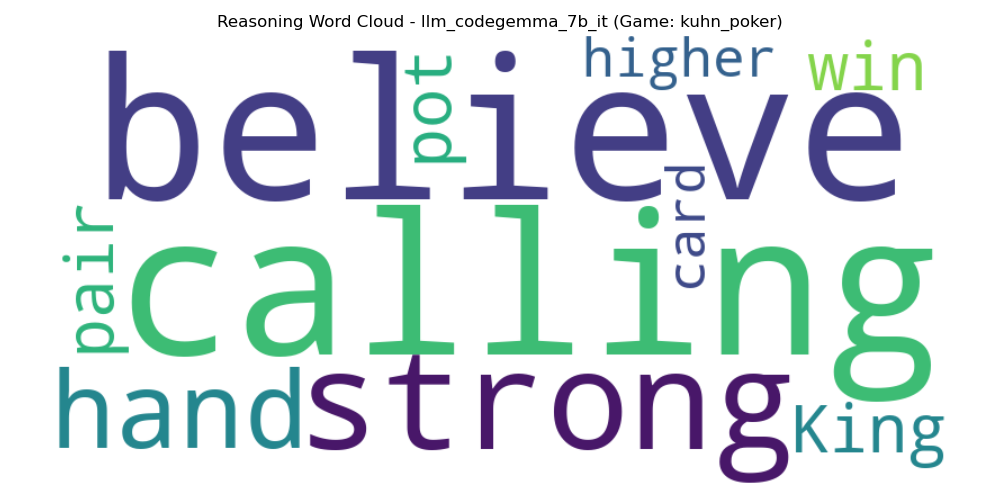 Reasoning Word Cloud - llm_codegemma_7b_it (Game: kuhn_poker)
higher
win
believe
pot
card
pair
calling
hand
strong
King